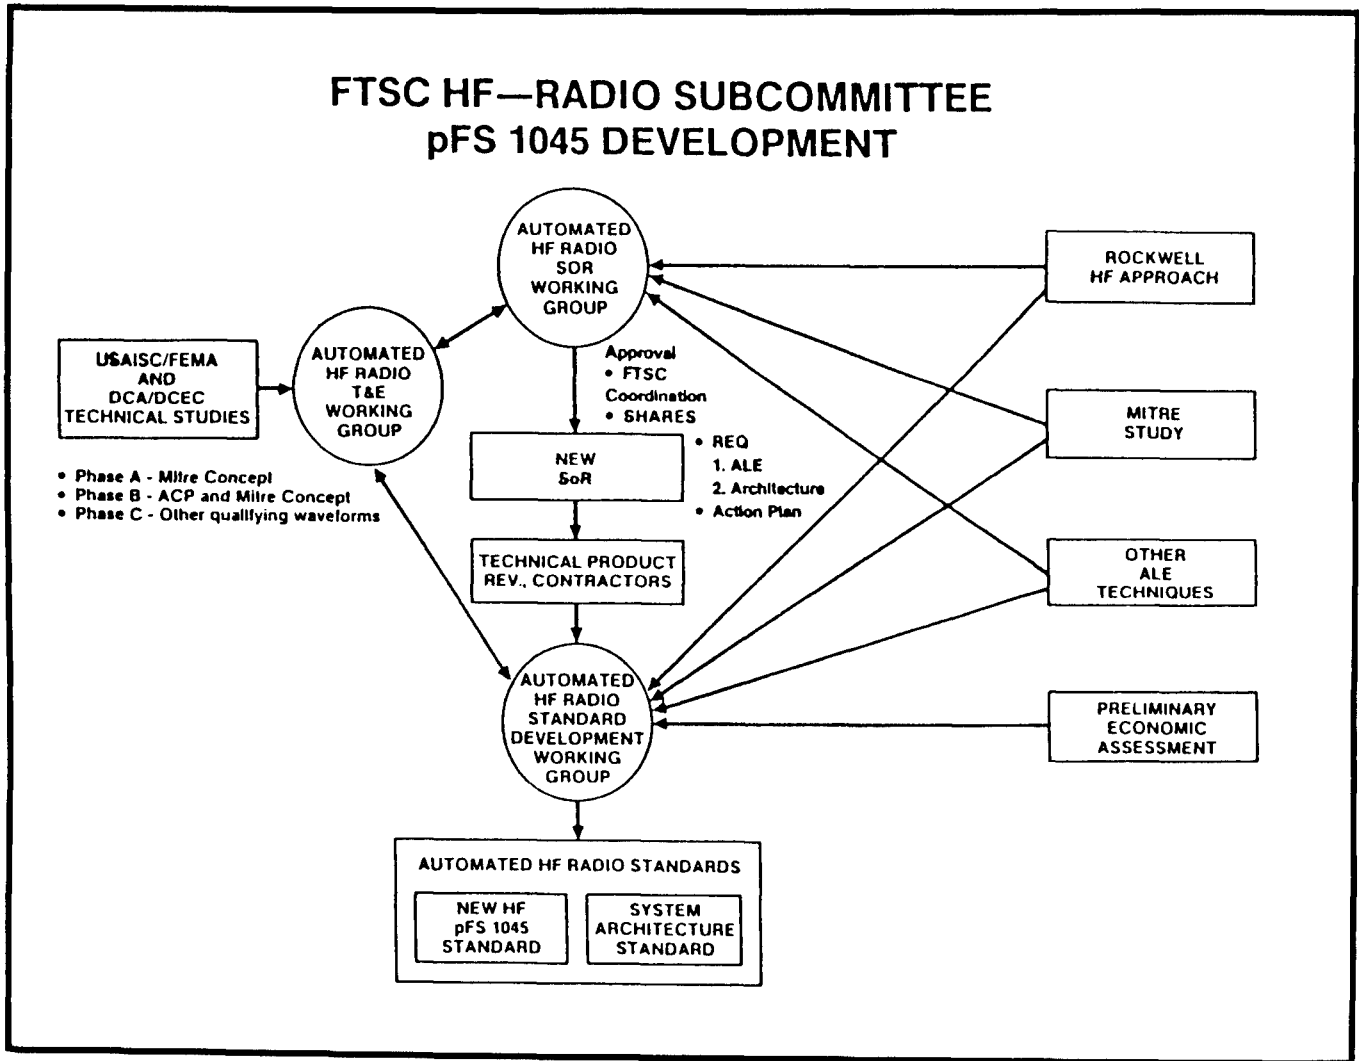 FTSC HF—RADIO SUBCOMMITTEE
pFS 1045 DEVELOPMENT
AUTOMATED
HF RADIO
SOR
WORKING
GROUP
ROCKWELL
HF APPROACH
USAISC/FEMA
AND
DCA/DCEC
TECHNICAL STUDIES
AUTOMATED
HF RADIO
T&E
WORKING
GROUP
Approval
• FTSC
Coordination
• SHARES
• Phase A - Mitre Concept
• Phase B - ACP and Mitre Concept
• Phase C - Other qualifying waveforms
NEW
SoR
• REQ
1. ALE
2. Architecture
• Action Plan
MITRE
STUDY
TECHNICAL PRODUCT
REV., CONTRACTORS
OTHER
ALE
TECHNIQUES
AUTOMATED
HF RADIO
STANDARD
DEVELOPMENT
WORKING
GROUP
PRELIMINARY
ECONOMIC
ASSESSMENT
AUTOMATED HF RADIO STANDARDS
NEW HF
pFS 1045
STANDARD
SYSTEM
ARCHITECTURE
STANDARD